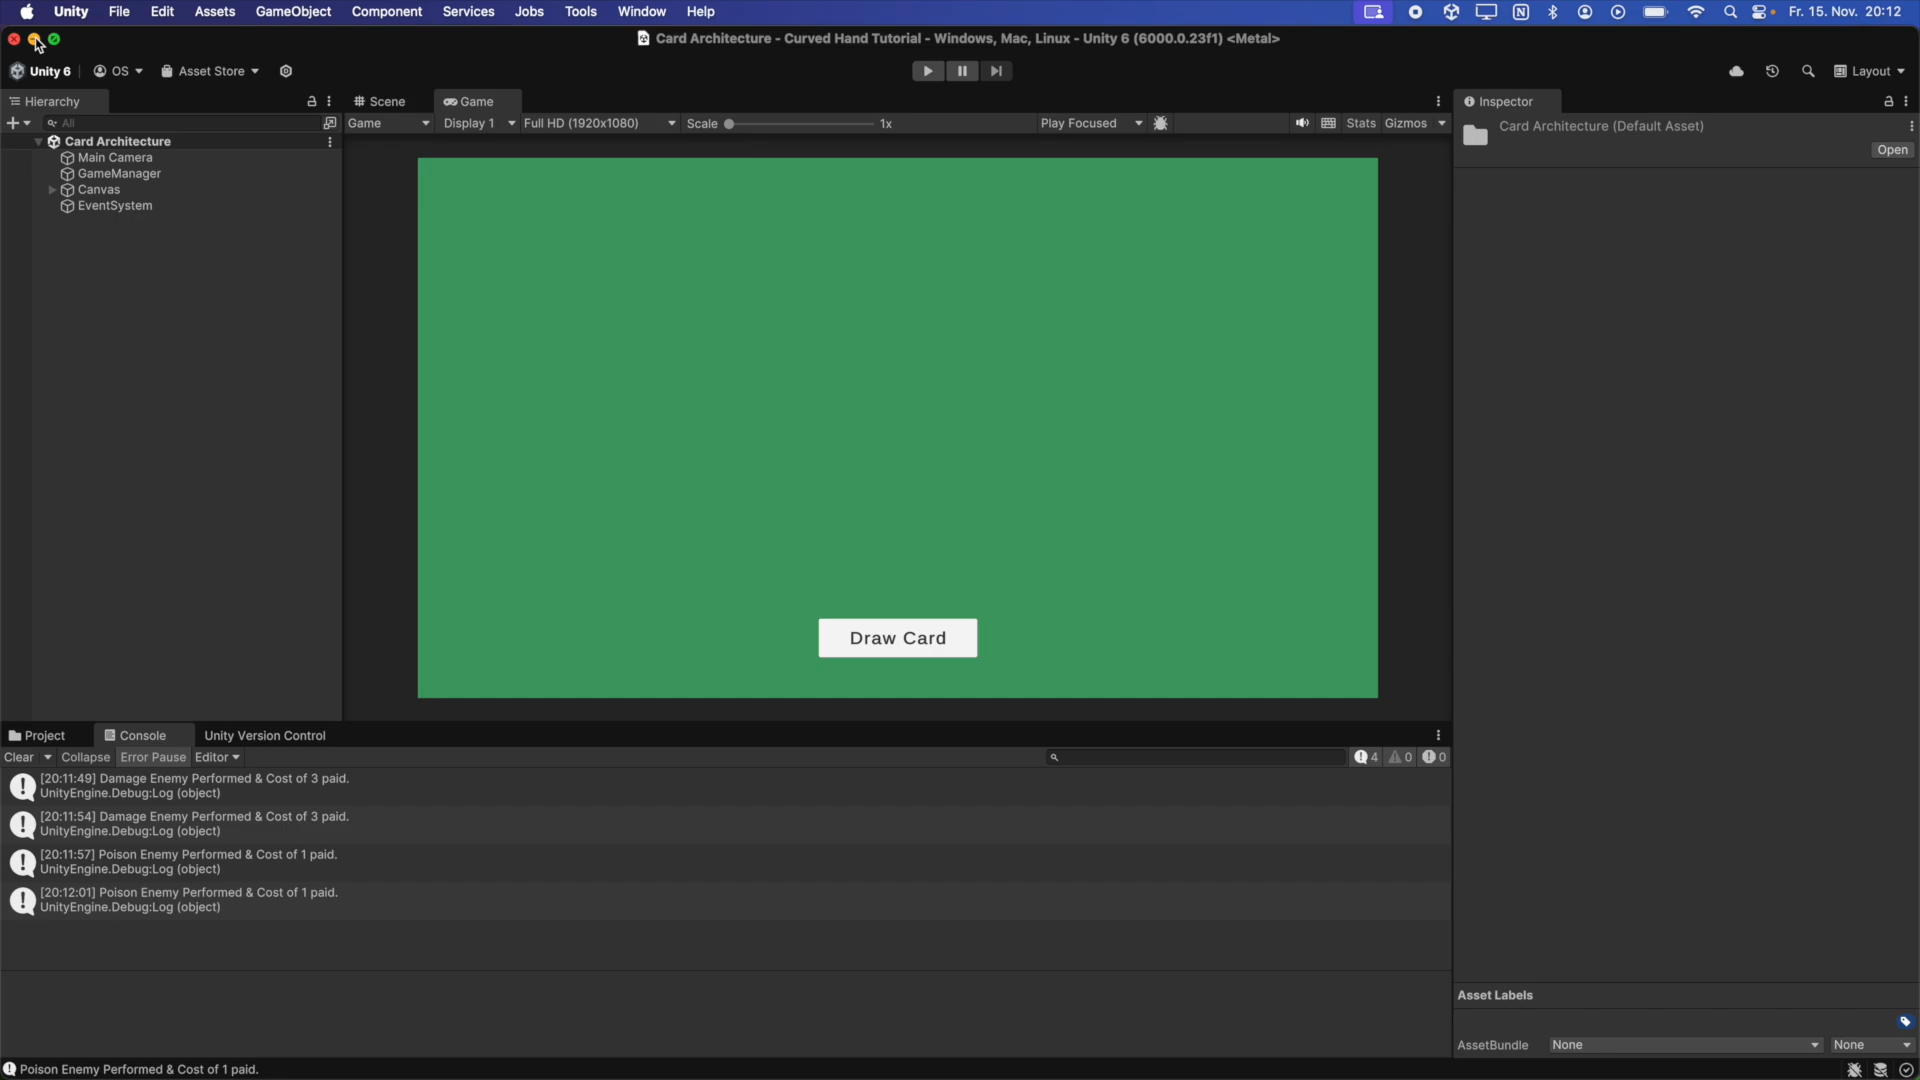 Unity File Edit Assets GameObject Component Services Jobs Tools Window Help Fr. 15. Nov. 20:12
Card Architecture - Curved Hand Tutorial - Windows, Mac, Linux - Unity 6 (6000.0.23f1) <Metal>
Unity 6 OS Asset Store Layout
Hierarchy Scene Game Inspector
All Game Display 1 Full HD (1920x1080) Scale 1x Play Focused Stats Gizmos
Card Architecture (Default Asset)
Open
Card Architecture
Main Camera
GameManager
Canvas
EventSystem
Draw Card
Project Console Unity Version Control
Clear Collapse Error Pause Editor 4 0 0
[20:11:49] Damage Enemy Performed & Cost of 3 paid.
UnityEngine.Debug:Log (object)
[20:11:54] Damage Enemy Performed & Cost of 3 paid.
UnityEngine.Debug:Log (object)
[20:11:57] Poison Enemy Performed & Cost of 1 paid.
UnityEngine.Debug:Log (object)
[20:12:01] Poison Enemy Performed & Cost of 1 paid.
UnityEngine.Debug:Log (object)
Asset Labels
AssetBundle None None
Poison Enemy Performed & Cost of 1 paid.